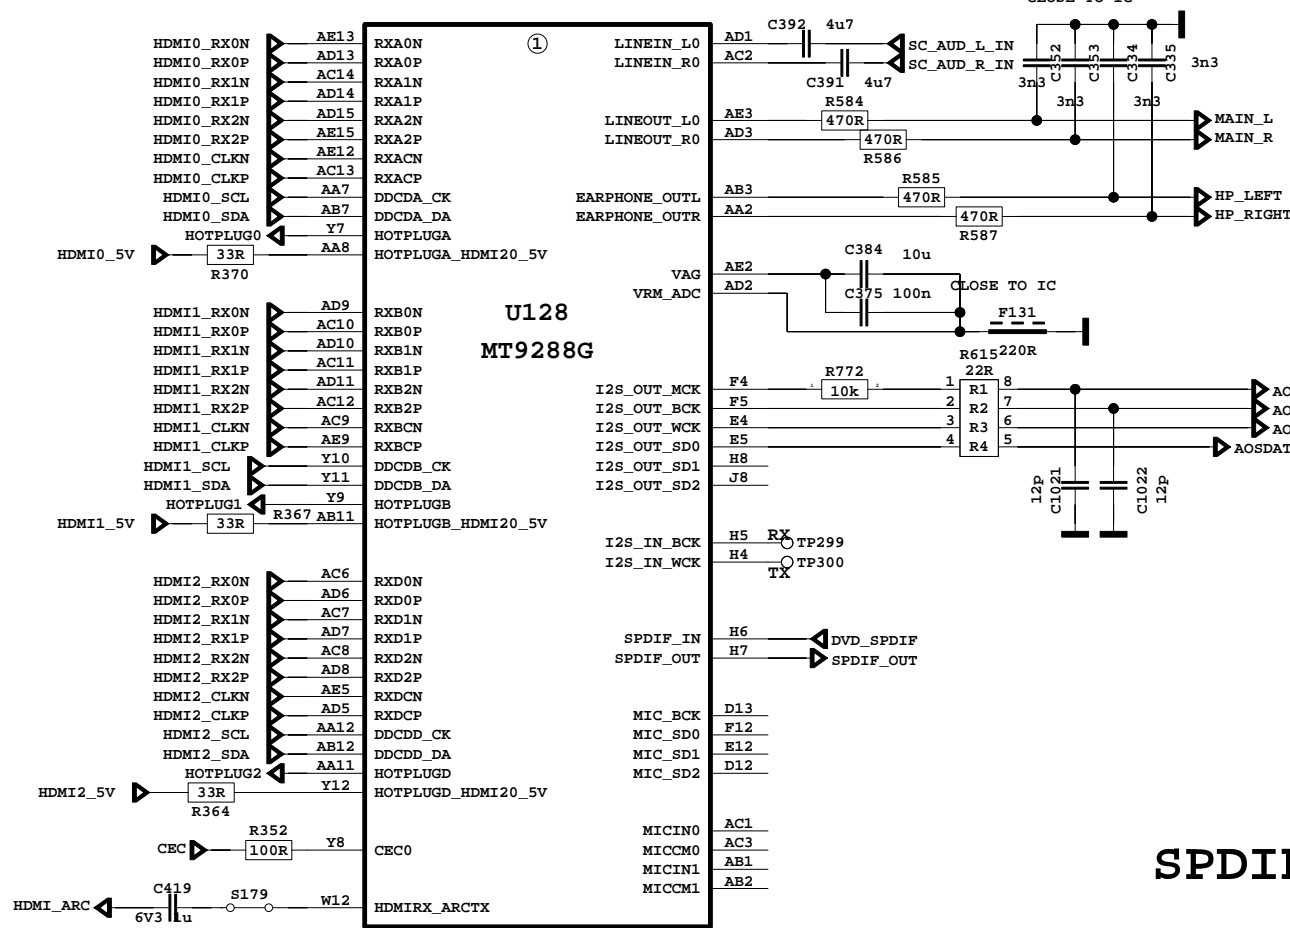 CLOSE TO IC
C392 4u7
HDMI0_RX0N AE13 RXA0N 1 LINEIN_L0 AD1 SC_AUD_L_IN
HDMI0_RX0P AD13 RXA0P LINEIN_R0 AC2 SC_AUD_R_IN C352 C353 C334 C335 3n3
HDMI0_RX1N AC14 RXA1N C391 4u7 3n3
HDMI0_RX1P AD14 RXA1P R584 3n3 3n3
HDMI0_RX2N AD15 RXA2N LINEOUT_L0 AE3 470R MAIN_L
HDMI0_RX2P AE15 RXA2P LINEOUT_R0 AD3 470R MAIN_R
HDMI0_CLKN AE12 RXACN R586
HDMI0_CLKP AC13 RXACP R585
HDMI0_SCL AA7 DDCDA_CK EARPHONE_OUTL AB3 470R HP_LEFT
HDMI0_SDA AB7 DDCDA_DA EARPHONE_OUTR AA2 470R HP_RIGHT
HOTPLUG0 Y7 HOTPLUGA R587
HDMI0_5V 33R AA8 HOTPLUGA_HDMI20_5V C384 10u
R370 VAG AE2
VRM_ADC AD2 C375 100n CLOSE TO IC
HDMI1_RX0N AD9 RXB0N U128 F131
HDMI1_RX0P AC10 RXB0P
HDMI1_RX1N AD10 RXB1N MT9288G R615 220R
HDMI1_RX1P AC11 RXB1P R772 22R
HDMI1_RX2N AD11 RXB2N I2S_OUT_MCK F4 1 10k 2 1 R1 8 AO
HDMI1_RX2P AC12 RXB2P I2S_OUT_BCK F5 2 R2 7 AO
HDMI1_CLKN AC9 RXBCN I2S_OUT_WCK E4 3 R3 6 AO
HDMI1_CLKP AE9 RXBCP I2S_OUT_SD0 E5 4 R4 5 AOSDAT
HDMI1_SCL Y10 DDCDB_CK I2S_OUT_SD1 H8
HDMI1_SDA Y11 DDCDB_DA I2S_OUT_SD2 J8 12p C1021 C1022 12p
HOTPLUG1 Y9 HOTPLUGB
HDMI1_5V 33R R367 AB11 HOTPLUGB_HDMI20_5V
I2S_IN_BCK H5 RX TP299
I2S_IN_WCK H4 TX TP300
HDMI2_RX0N AC6 RXD0N
HDMI2_RX0P AD6 RXD0P
HDMI2_RX1N AC7 RXD1N
HDMI2_RX1P AD7 RXD1P SPDIF_IN H6 DVD_SPDIF
HDMI2_RX2N AC8 RXD2N SPDIF_OUT H7 SPDIF_OUT
HDMI2_RX2P AD8 RXD2P
HDMI2_CLKN AE5 RXDCN
HDMI2_CLKP AD5 RXDCP MIC_BCK D13
HDMI2_SCL AA12 DDCDD_CK MIC_SD0 F12
HDMI2_SDA AB12 DDCDD_DA MIC_SD1 E12
HOTPLUG2 AA11 HOTPLUGD MIC_SD2 D12
HDMI2_5V 33R Y12 HOTPLUGD_HDMI20_5V
R364
R352 MICIN0 AC1
CEC 100R Y8 CEC0 MICCM0 AC3
MICIN1 AB1 SPDI
C419 MICCM1 AB2
HDMI_ARC S179 W12 HDMIRX_ARCTX
6V3 1u